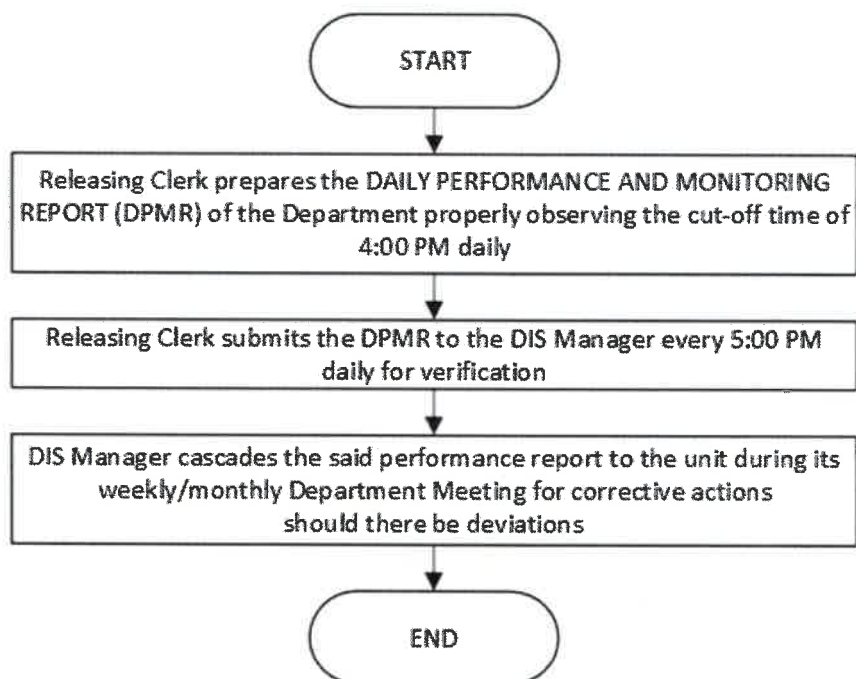 START
Releasing Clerk prepares the DAILY PERFORMANCE AND MONITORING
REPORT (DPMR) of the Department properly observing the cut-off time of
4:00 PM daily
Releasing Clerk submits the DPMR to the DIS Manager every 5:00 PM
daily for verification
DIS Manager cascades the said performance report to the unit during its
weekly/monthly Department Meeting for corrective actions
should there be deviations
END